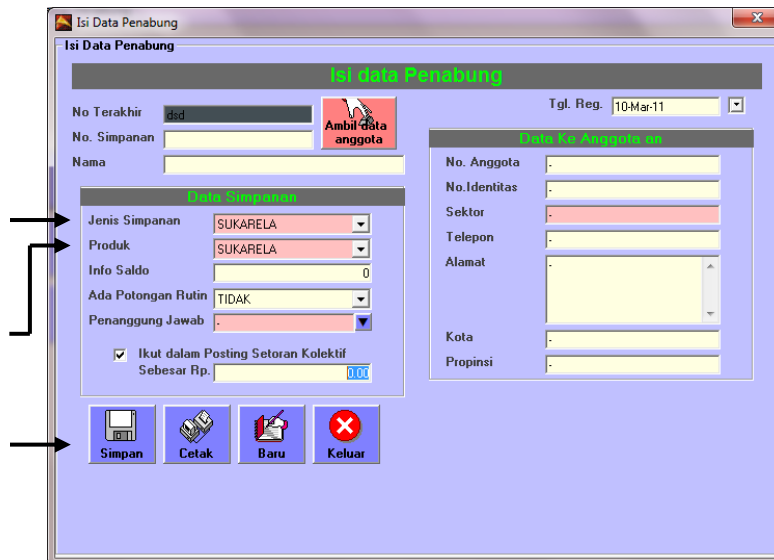 Isi Data Penabung
Isi Data Penabung
Isi data Penabung
No Terakhir dsd
Ambil data anggota
Tgl. Reg. 10-Mar-11
No. Simpanan
Nama
Data Simpanan
Jenis Simpanan SUKARELA
Produk SUKARELA
Info Saldo 0
Ada Potongan Rutin TIDAK
Penanggung Jawab -
Ikut dalam Posting Setoran Kolektif
Sebesar Rp. 0.00
Data Ke Anggota an
No. Anggota -
No.Identitas -
Sektor -
Telepon -
Alamat -
Kota -
Propinsi -
Simpan Cetak Baru Keluar